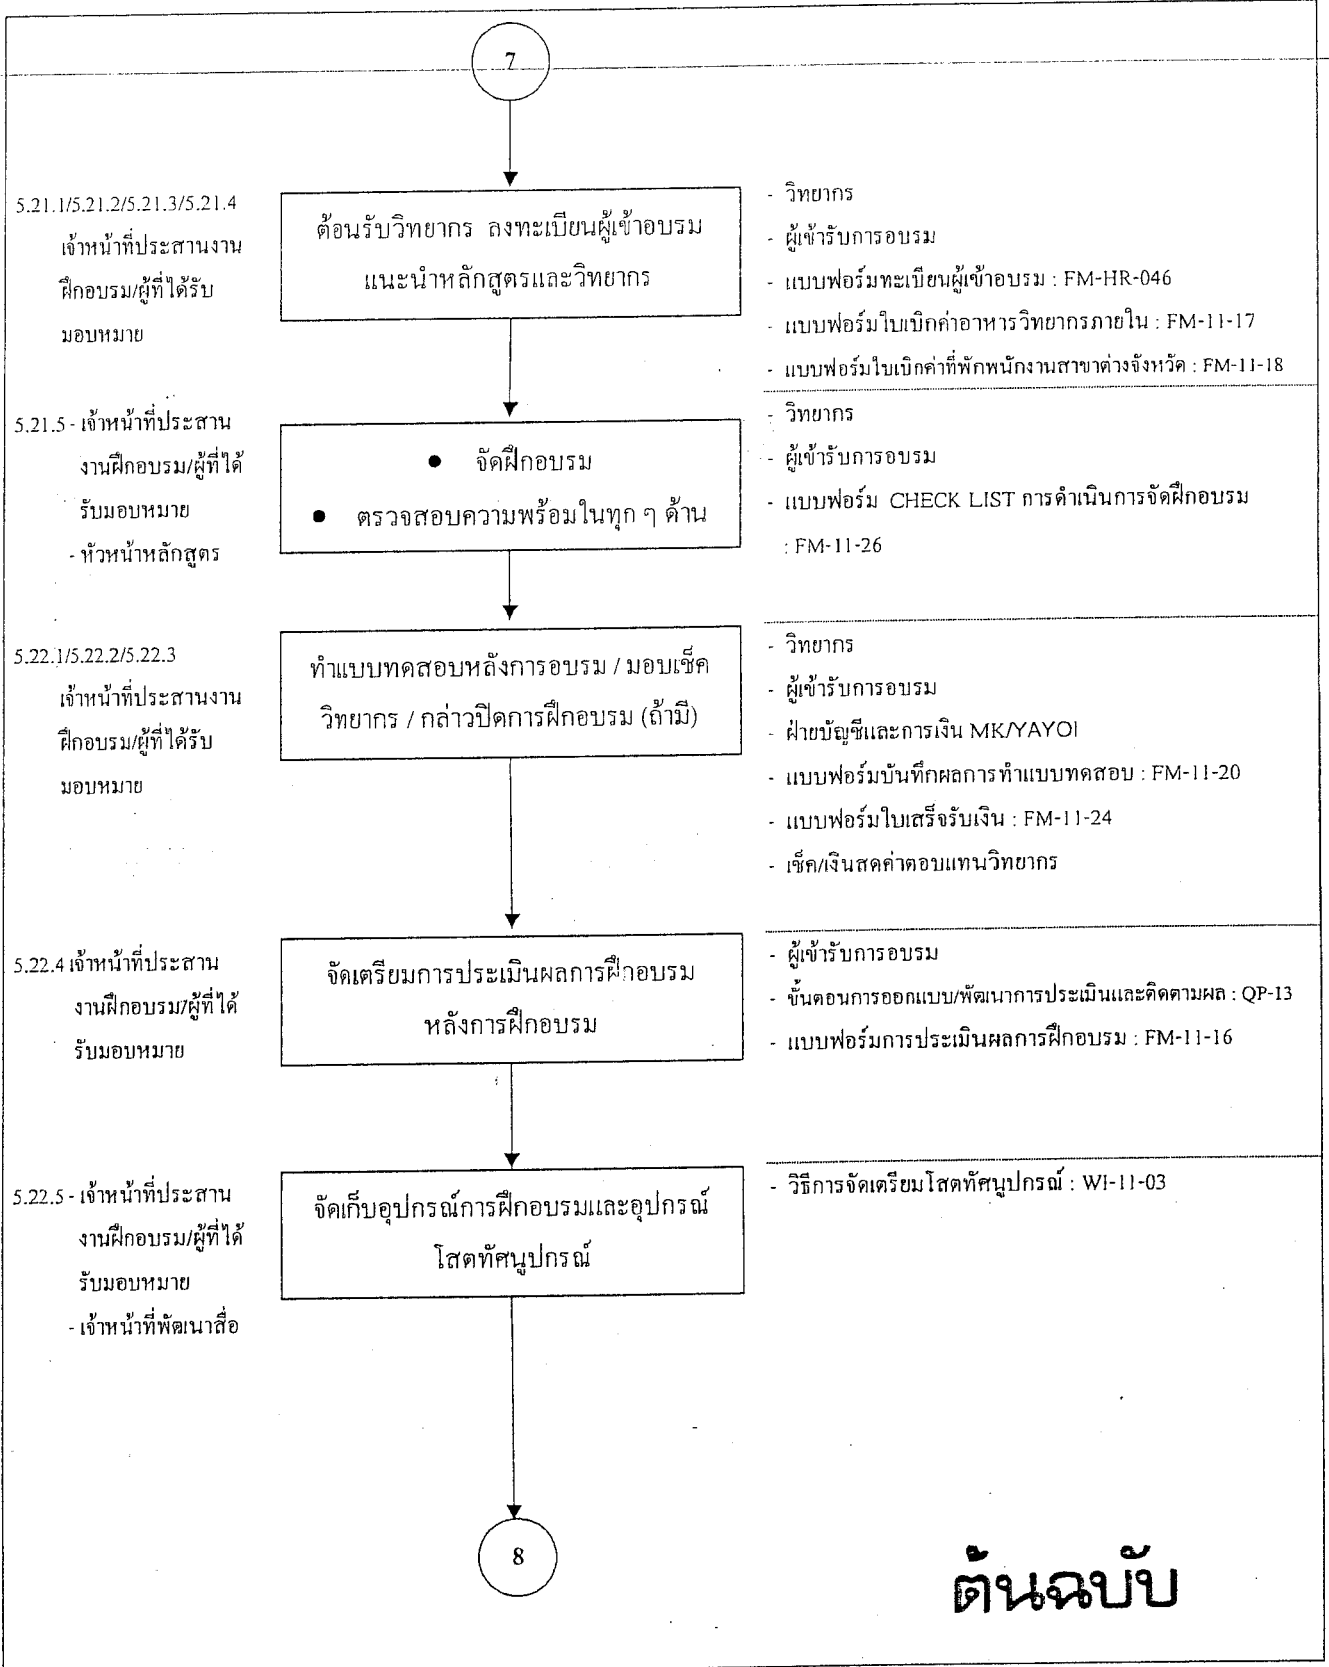 7
5.21.1/5.21.2/5.21.3/5.21.4
เจ้าหน้าที่ประสานงาน
ฝึกอบรม/ผู้ที่ได้รับ
มอบหมาย
ต้อนรับวิทยากร ลงทะเบียนผู้เข้าอบรม
แนะนำหลักสูตรและวิทยากร
- วิทยากร
- ผู้เข้ารับการอบรม
- แบบฟอร์มทะเบียนผู้เข้าอบรม : FM-HR-046
- แบบฟอร์มใบเบิกค่าอาหารวิทยากรภายใน : FM-11-17
- แบบฟอร์มใบเบิกค่าที่พักพนักงานสาขาต่างจังหวัด : FM-11-18
5.21.5 - เจ้าหน้าที่ประสาน
งานฝึกอบรม/ผู้ที่ได้
รับมอบหมาย
- หัวหน้าหลักสูตร
● จัดฝึกอบรม
● ตรวจสอบความพร้อมในทุก ๆ ด้าน
- วิทยากร
- ผู้เข้ารับการอบรม
- แบบฟอร์ม CHECK LIST การดำเนินการจัดฝึกอบรม
: FM-11-26
5.22.1/5.22.2/5.22.3
เจ้าหน้าที่ประสานงาน
ฝึกอบรม/ผู้ที่ได้รับ
มอบหมาย
ทำแบบทดสอบหลังการอบรม / มอบเช็ค
วิทยากร / กล่าวปิดการฝึกอบรม (ถ้ามี)
- วิทยากร
- ผู้เข้ารับการอบรม
- ฝ่ายบัญชีและการเงิน MK/YAYOI
- แบบฟอร์มบันทึกผลการทำแบบทดสอบ : FM-11-20
- แบบฟอร์มใบเสร็จรับเงิน : FM-11-24
- เช็ค/เงินสดค่าตอบแทนวิทยากร
5.22.4 เจ้าหน้าที่ประสาน
งานฝึกอบรม/ผู้ที่ได้
รับมอบหมาย
จัดเตรียมการประเมินผลการฝึกอบรม
หลังการฝึกอบรม
- ผู้เข้ารับการอบรม
- ขั้นตอนการออกแบบ/พัฒนาการประเมินและติดตามผล : QP-13
- แบบฟอร์มการประเมินผลการฝึกอบรม : FM-11-16
5.22.5 - เจ้าหน้าที่ประสาน
งานฝึกอบรม/ผู้ที่ได้
รับมอบหมาย
- เจ้าหน้าที่พัฒนาสื่อ
จัดเก็บอุปกรณ์การฝึกอบรมและอุปกรณ์
โสตทัศนูปกรณ์
- วิธีการจัดเตรียมโสตทัศนูปกรณ์ : WI-11-03
8
ต้นฉบับ